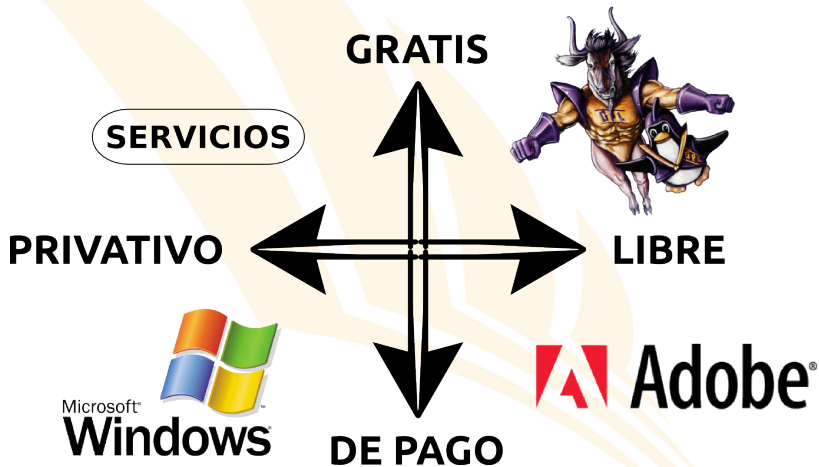 GRATIS
SERVICIOS
PRIVATIVO
LIBRE
Microsoft®
Windows
Adobe®
DE PAGO